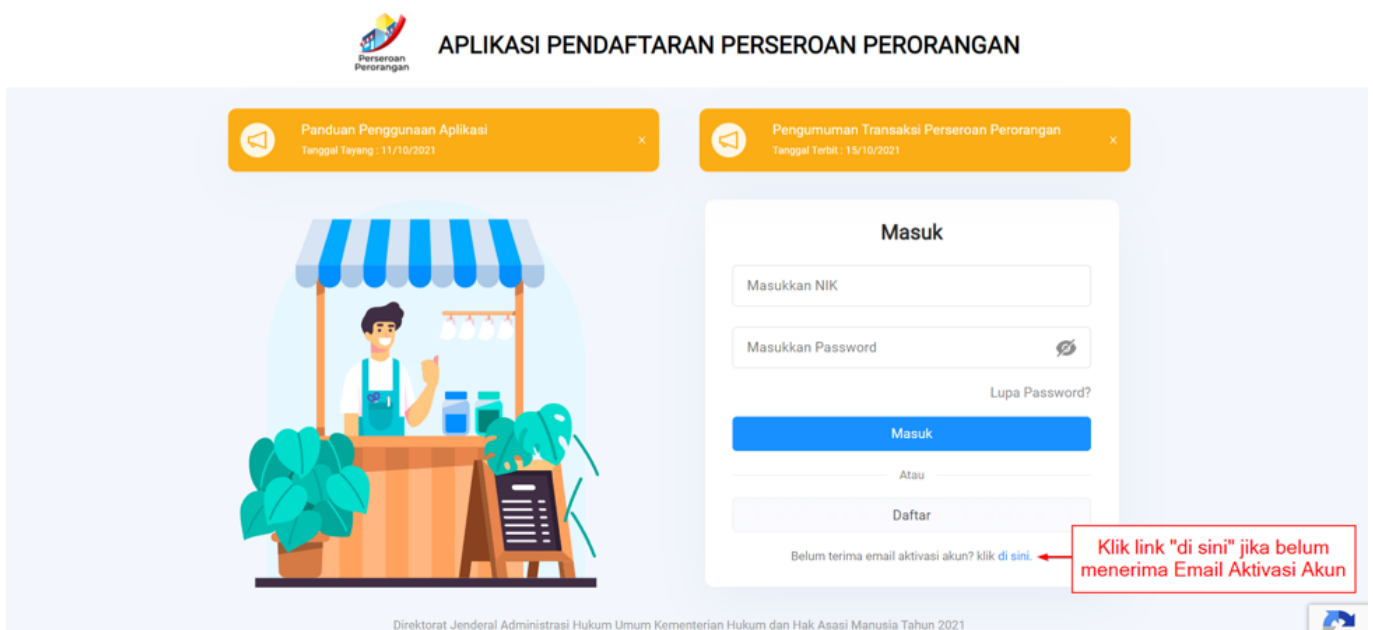 Perseroan
Perorangan
APLIKASI PENDAFTARAN PERSEROAN PERORANGAN
Panduan Penggunaan Aplikasi
Tanggal Tayang : 11/10/2021
x
Pengumuman Transaksi Perseroan Perorangan
Tanggal Terbit : 15/10/2021
x
Masuk
Masukkan NIK
Masukkan Password
Lupa Password?
Masuk
Atau
Daftar
Belum terima email aktivasi akun? klik di sini.
Klik link "di sini" jika belum
menerima Email Aktivasi Akun
Direktorat Jenderal Administrasi Hukum Umum Kementerian Hukum dan Hak Asasi Manusia Tahun 2021